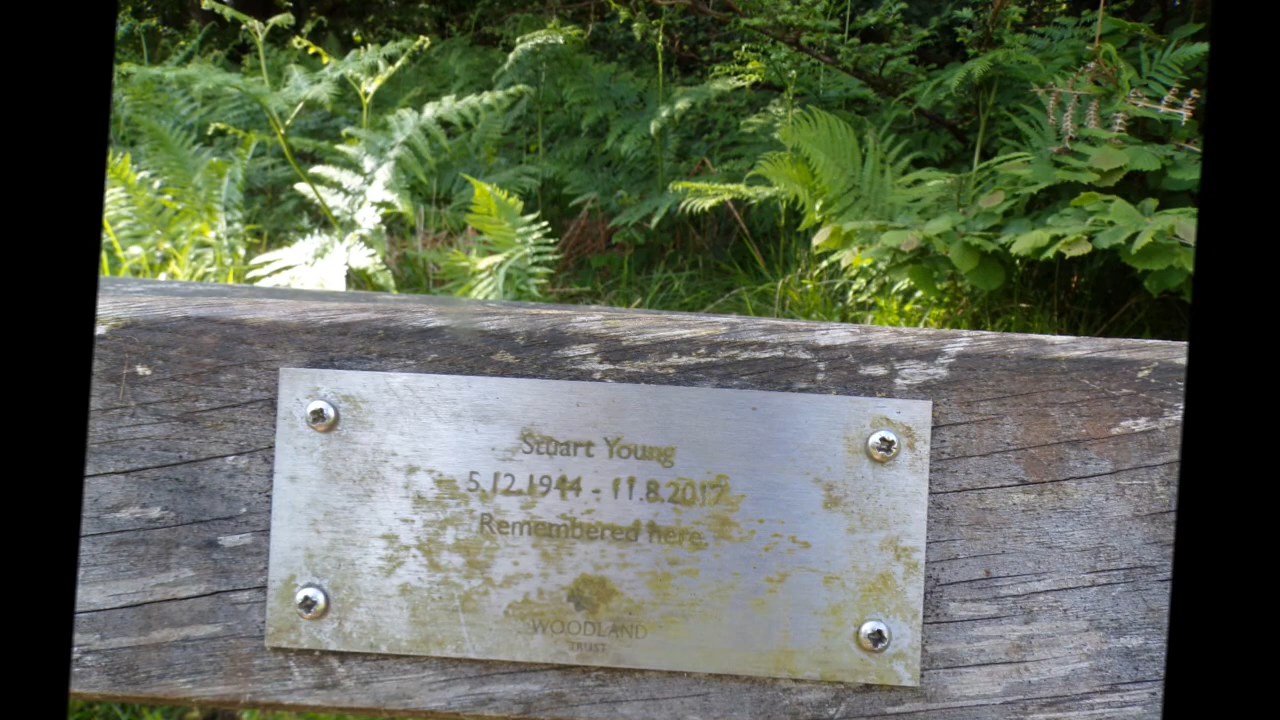 Stuart Young
5.12.1944 - 11.8.2017
Remembered here.
WOODLAND
TRUST